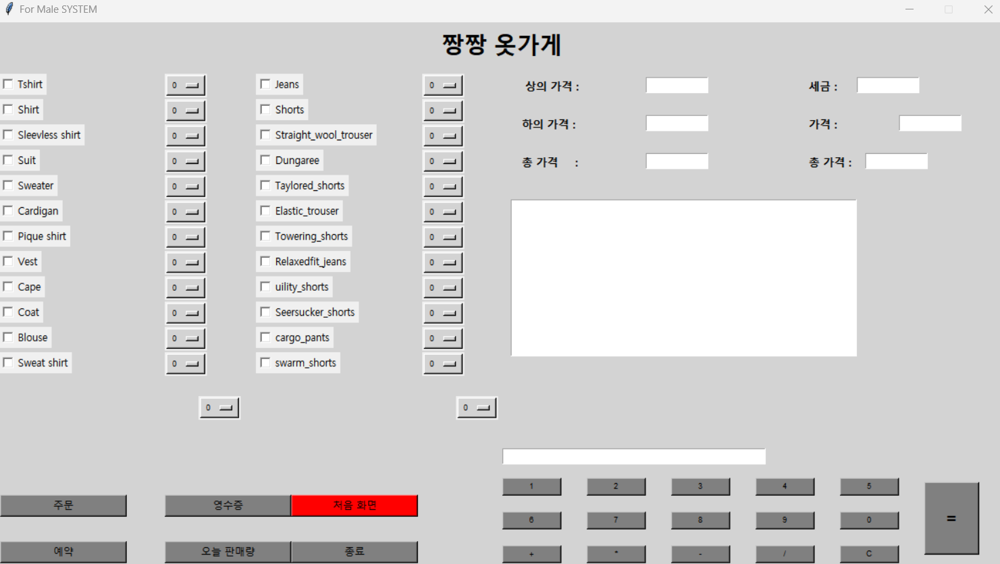 For Male SYSTEM
짱짱 옷가게
Tshirt 0 Jeans 0 상의 가격 : 세금 :
Shirt 0 Shorts 0
Sleevless shirt 0 Straight_wool_trouser 0 하의 가격 : 가격 :
Suit 0 Dungaree 0 총 가격 : 총 가격 :
Sweater 0 Taylored_shorts 0
Cardigan 0 Elastic_trouser 0
Pique shirt 0 Towering_shorts 0
Vest 0 Relaxedfit_jeans 0
Cape 0 uility_shorts 0
Coat 0 Seersucker_shorts 0
Blouse 0 cargo_pants 0
Sweat shirt 0 swarm_shorts 0
0 0
1 2 3 4 5
주문 영수증 처음 화면
6 7 8 9 0 =
예약 오늘 판매량 종료
+ * - / C